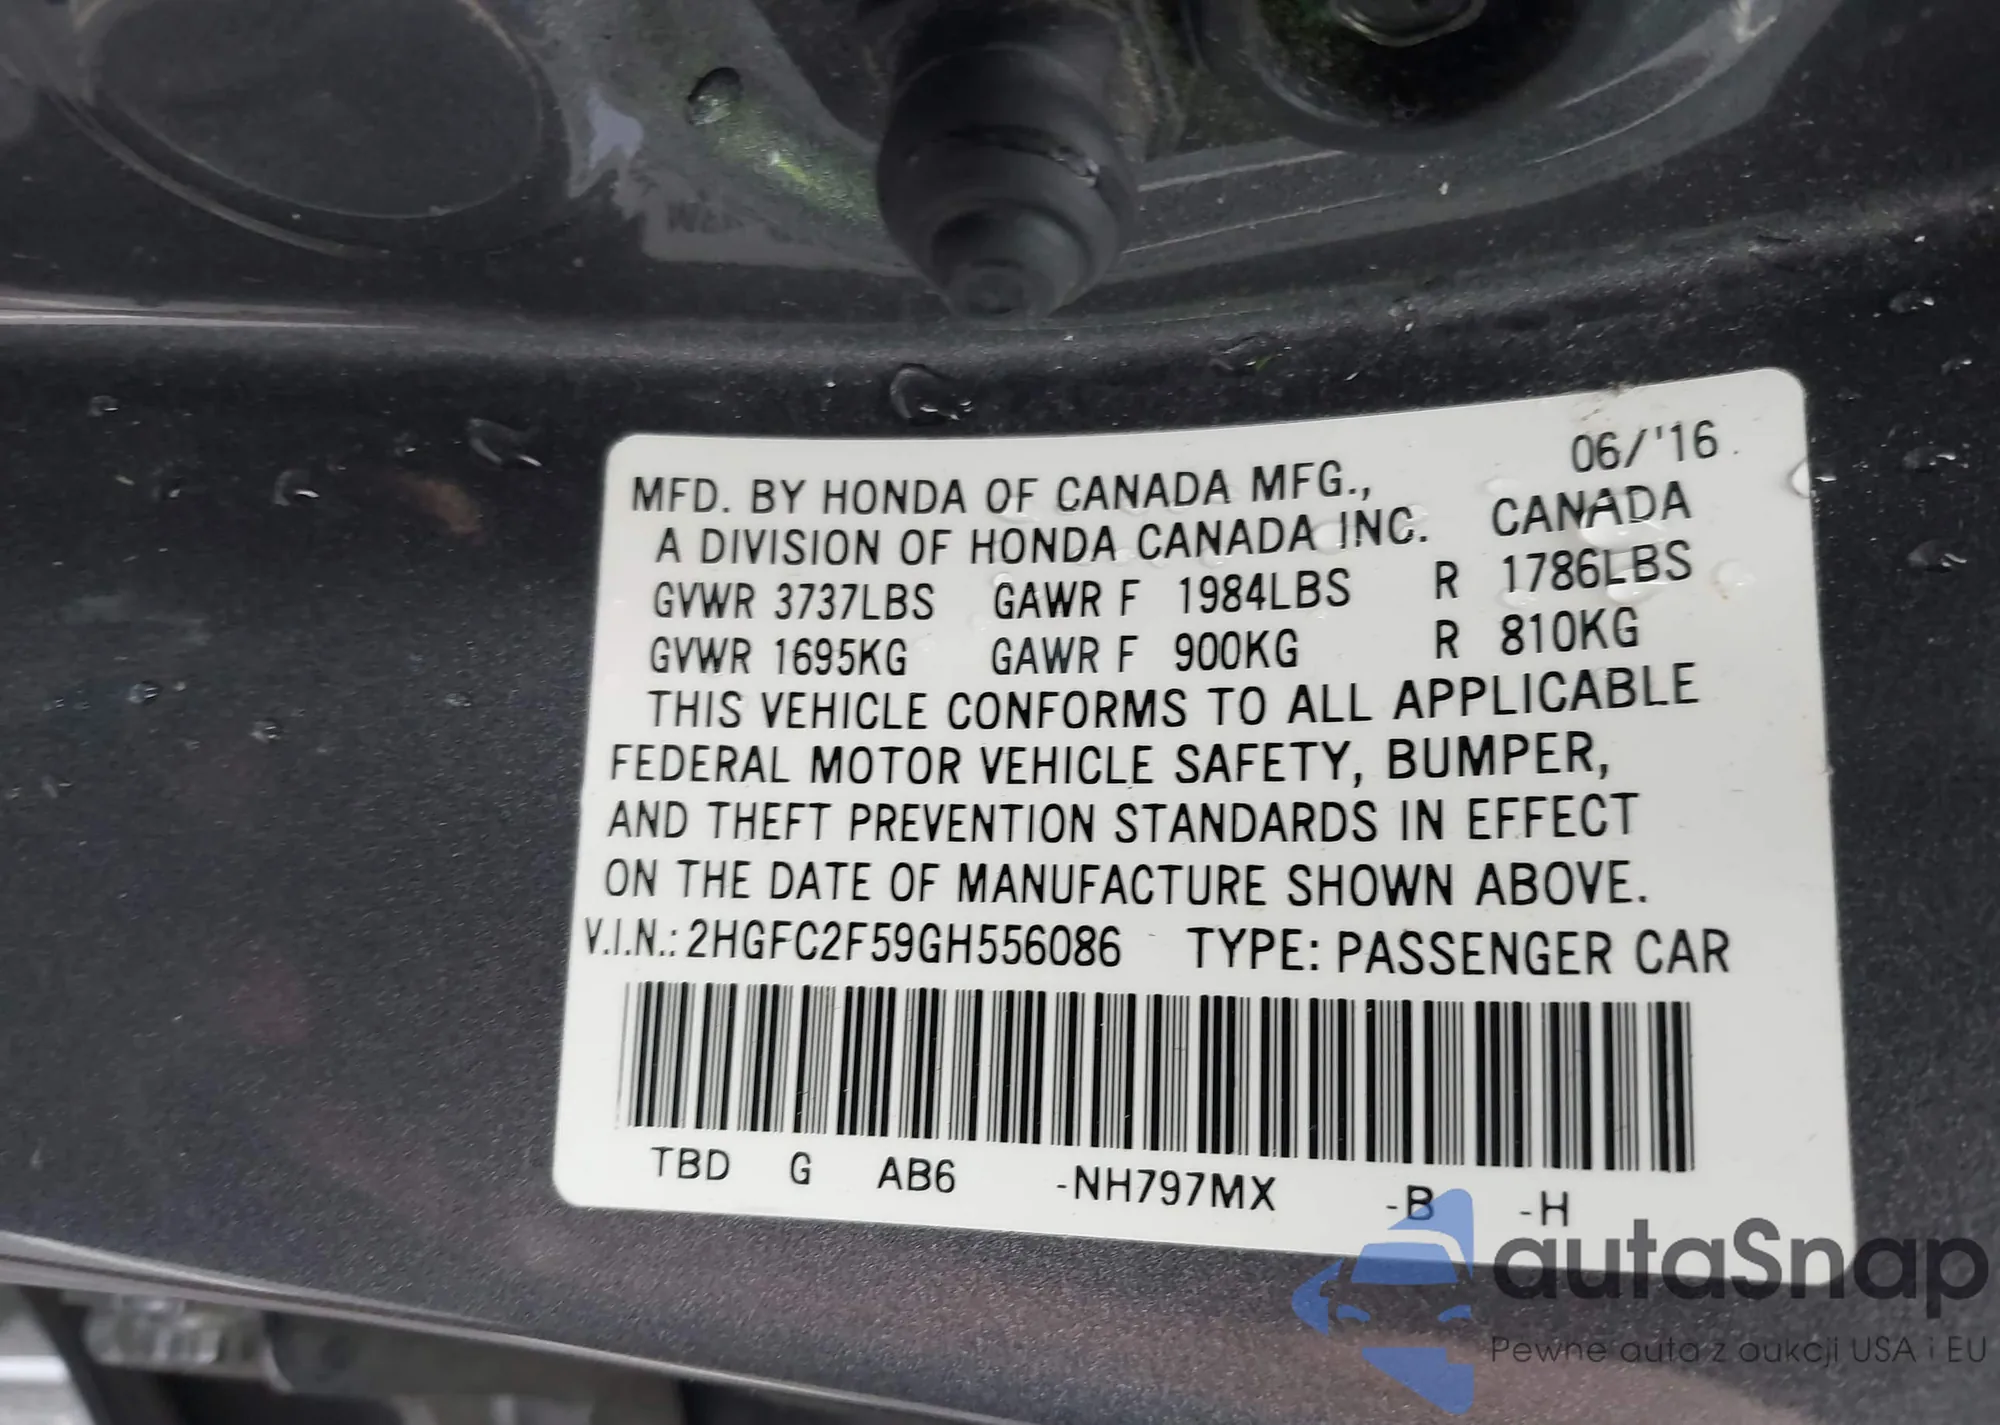 06/'16
MFD. BY HONDA OF CANADA MFG.,
A DIVISION OF HONDA CANADA INC. CANADA
GVWR 3737LBS GAWR F 1984LBS R 1786LBS
GVWR 1695KG GAWR F 900KG R 810KG
THIS VEHICLE CONFORMS TO ALL APPLICABLE
FEDERAL MOTOR VEHICLE SAFETY, BUMPER,
AND THEFT PREVENTION STANDARDS IN EFFECT
ON THE DATE OF MANUFACTURE SHOWN ABOVE.
V.I.N.: 2HGFC2F59GH556086 TYPE: PASSENGER CAR
TBD G AB6 -NH797MX -B -H
autaSnap
Pewne auta z aukcji USA i EU